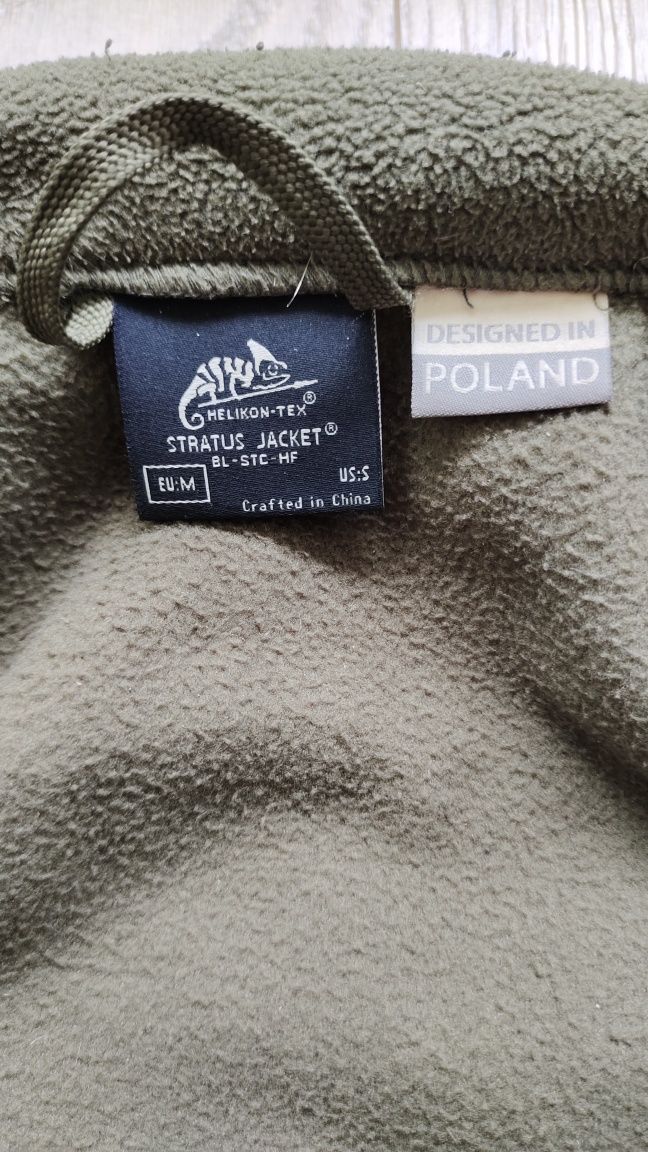 HELIKON-TEX®
STRATUS JACKET®
BL-STC-HF
EU:M
US:S
Crafted in China
DESIGNED IN
POLAND